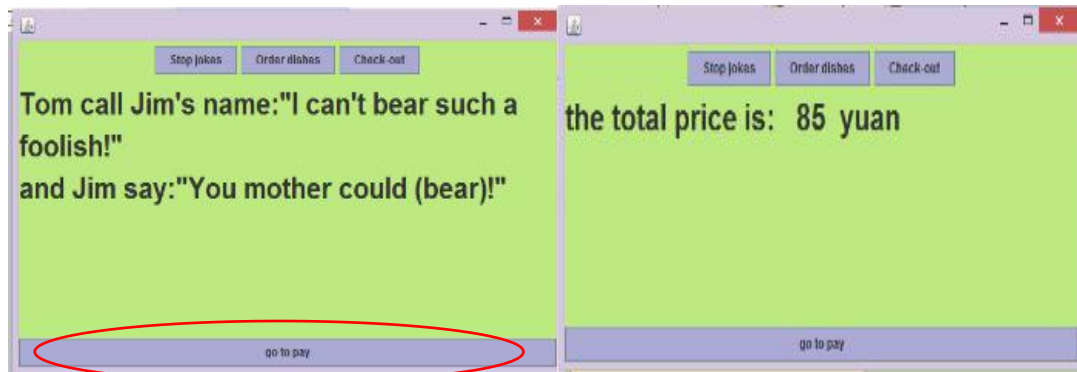 Stop jokes Order dishes Check-out
Tom call Jim's name:"I can't bear such a
foolish!"
and Jim say:"You mother could (bear)!"
go to pay
Stop jokes Order dishes Check-out
the total price is: 85 yuan
go to pay